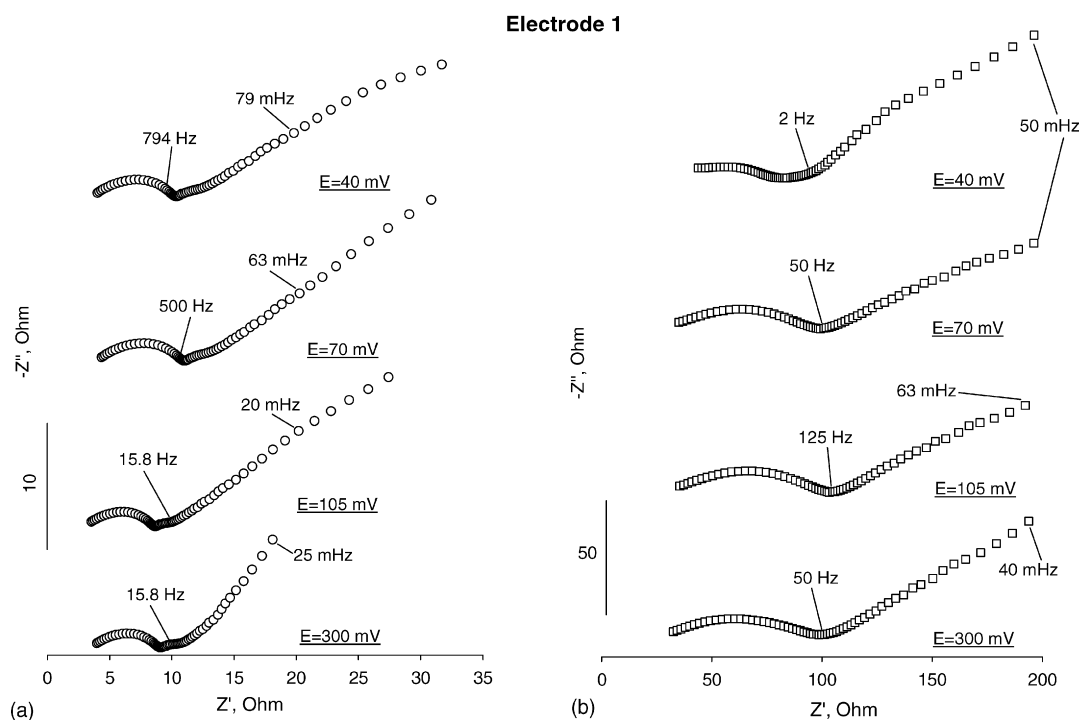 Electrode 1
794 Hz
79 mHz
E=40 mV
500 Hz
63 mHz
E=70 mV
-Z", Ohm
10
15.8 Hz
20 mHz
E=105 mV
15.8 Hz
25 mHz
E=300 mV
0 5 10 15 20 25 30 35
(a)
Z', Ohm
2 Hz
50 mHz
E=40 mV
50 Hz
E=70 mV
-Z", Ohm
63 mHz
125 Hz
E=105 mV
50
50 Hz
40 mHz
E=300 mV
0 50 100 150 200
(b)
Z', Ohm